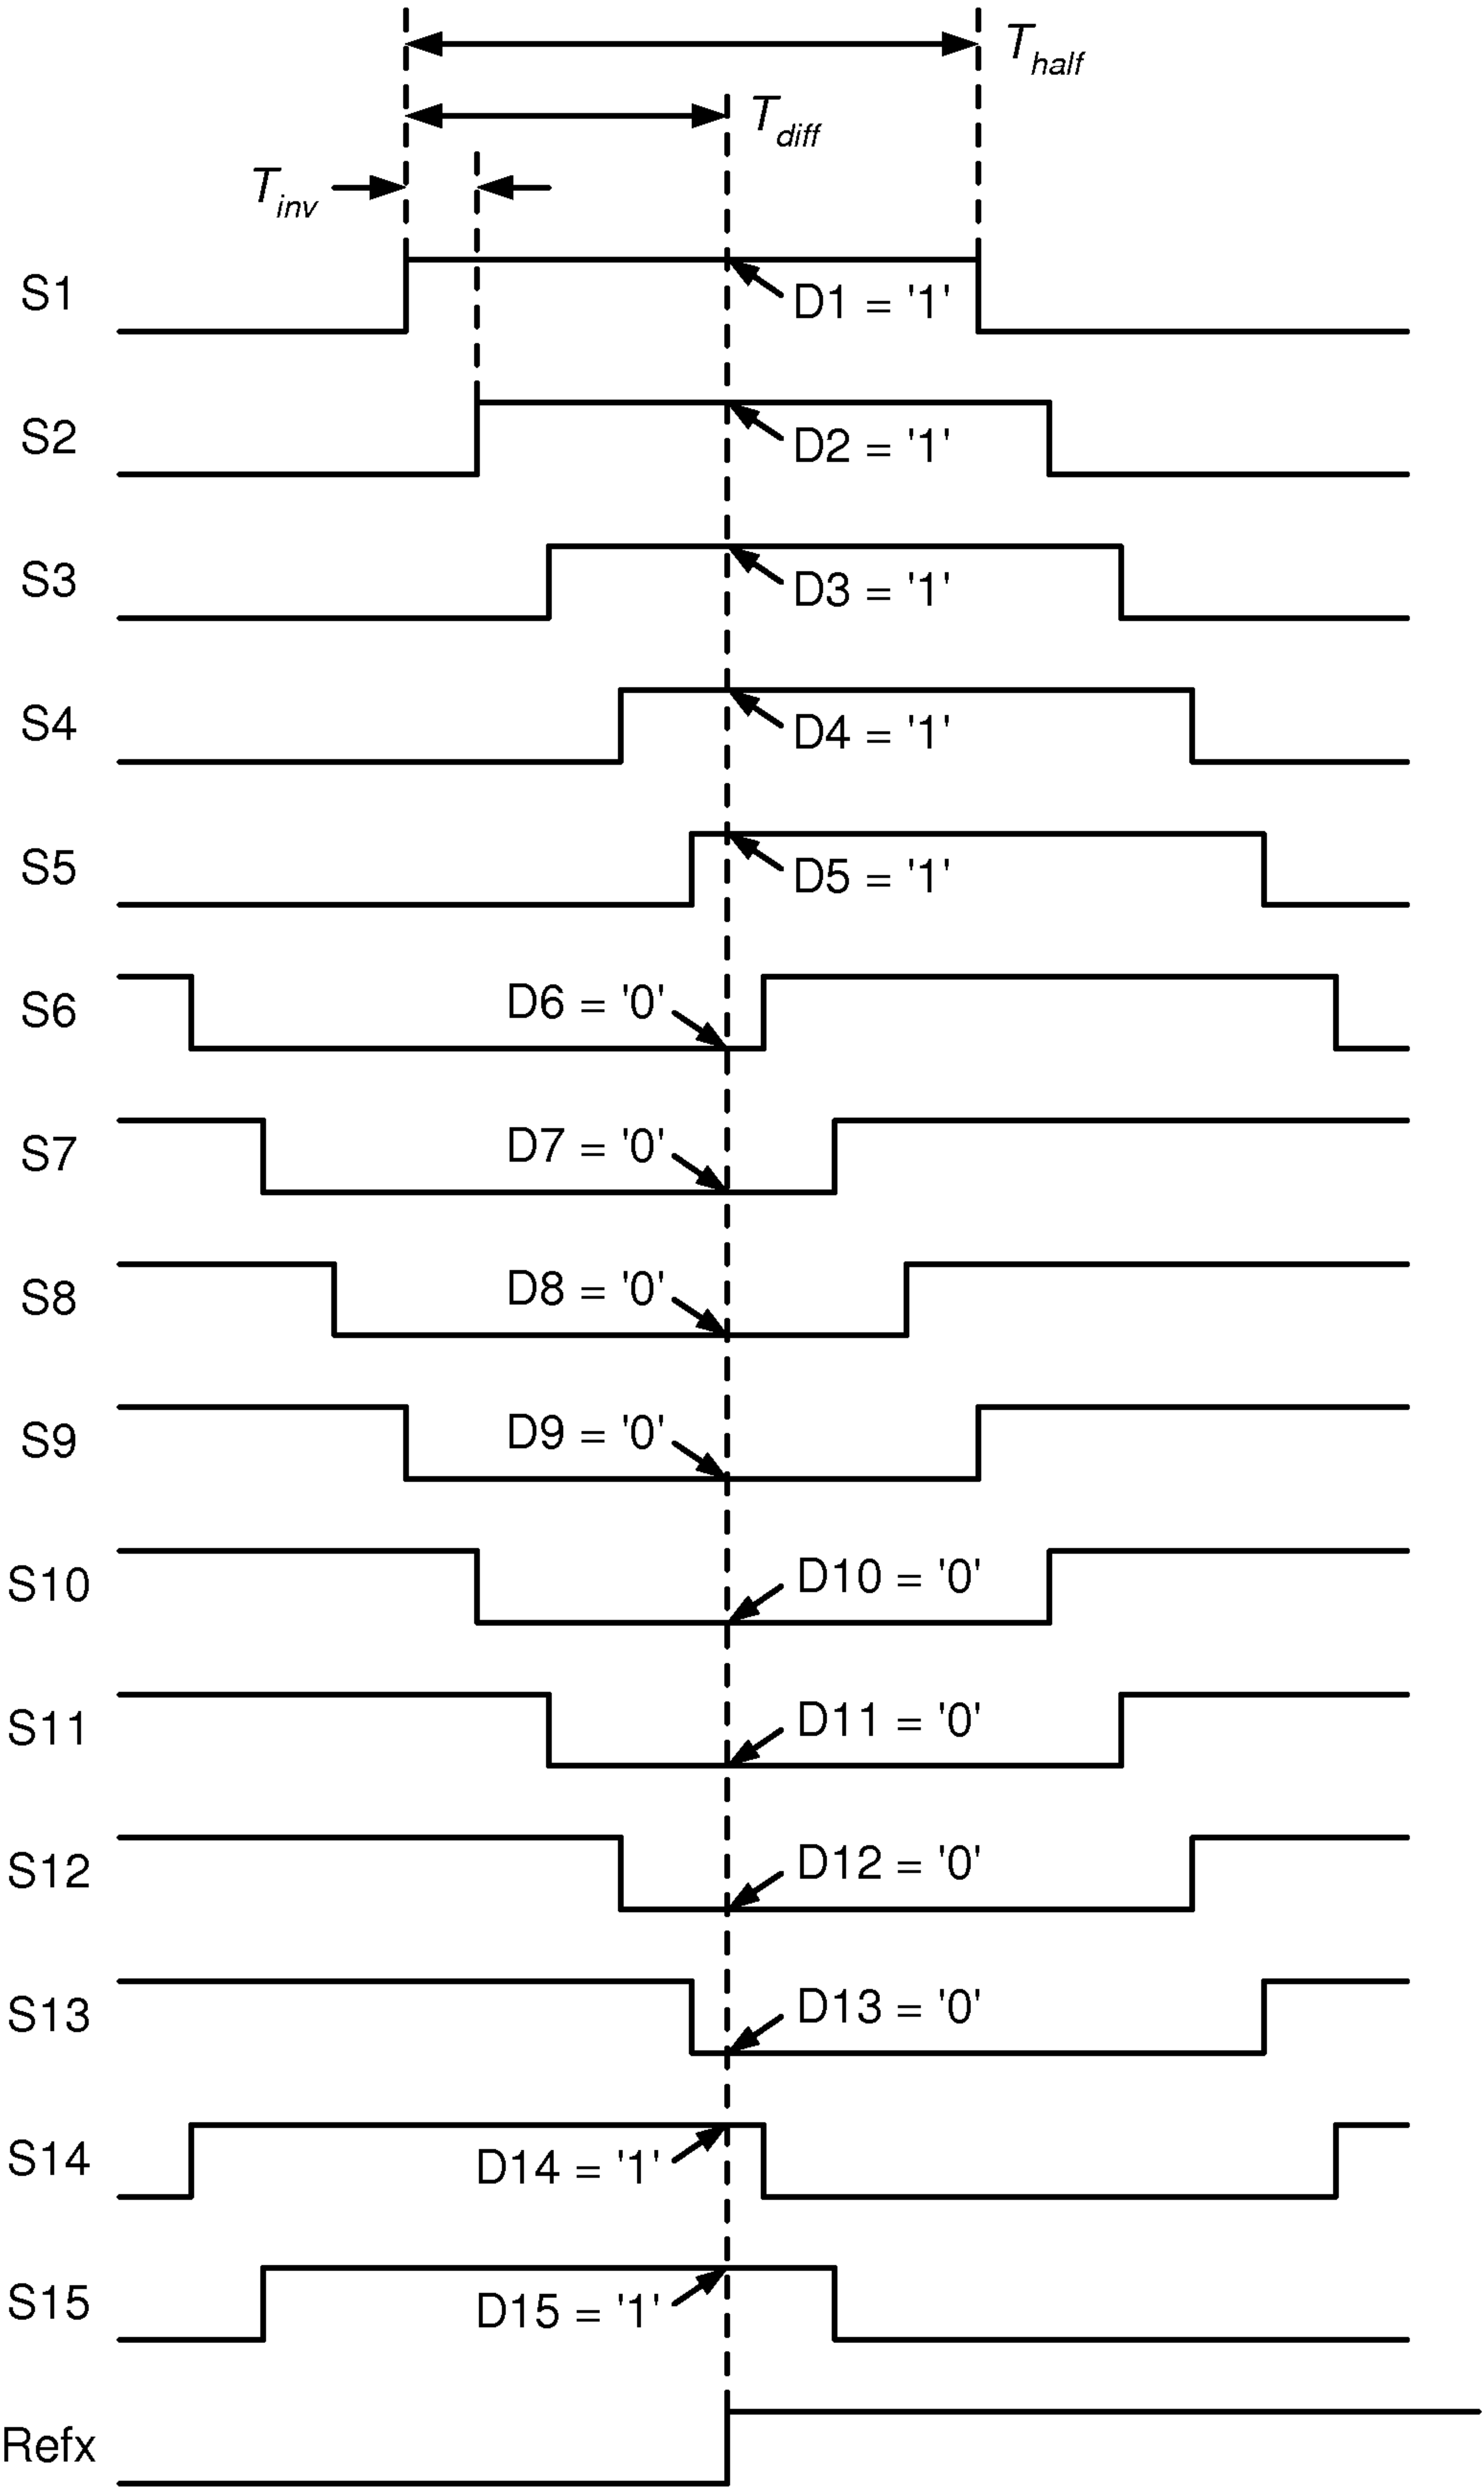 T_half
T_diff
T_inv
S1
D1 = '1'
S2
D2 = '1'
S3
D3 = '1'
S4
D4 = '1'
S5
D5 = '1'
S6
D6 = '0'
S7
D7 = '0'
S8
D8 = '0'
S9
D9 = '0'
S10
D10 = '0'
S11
D11 = '0'
S12
D12 = '0'
S13
D13 = '0'
S14
D14 = '1'
S15
D15 = '1'
Refx